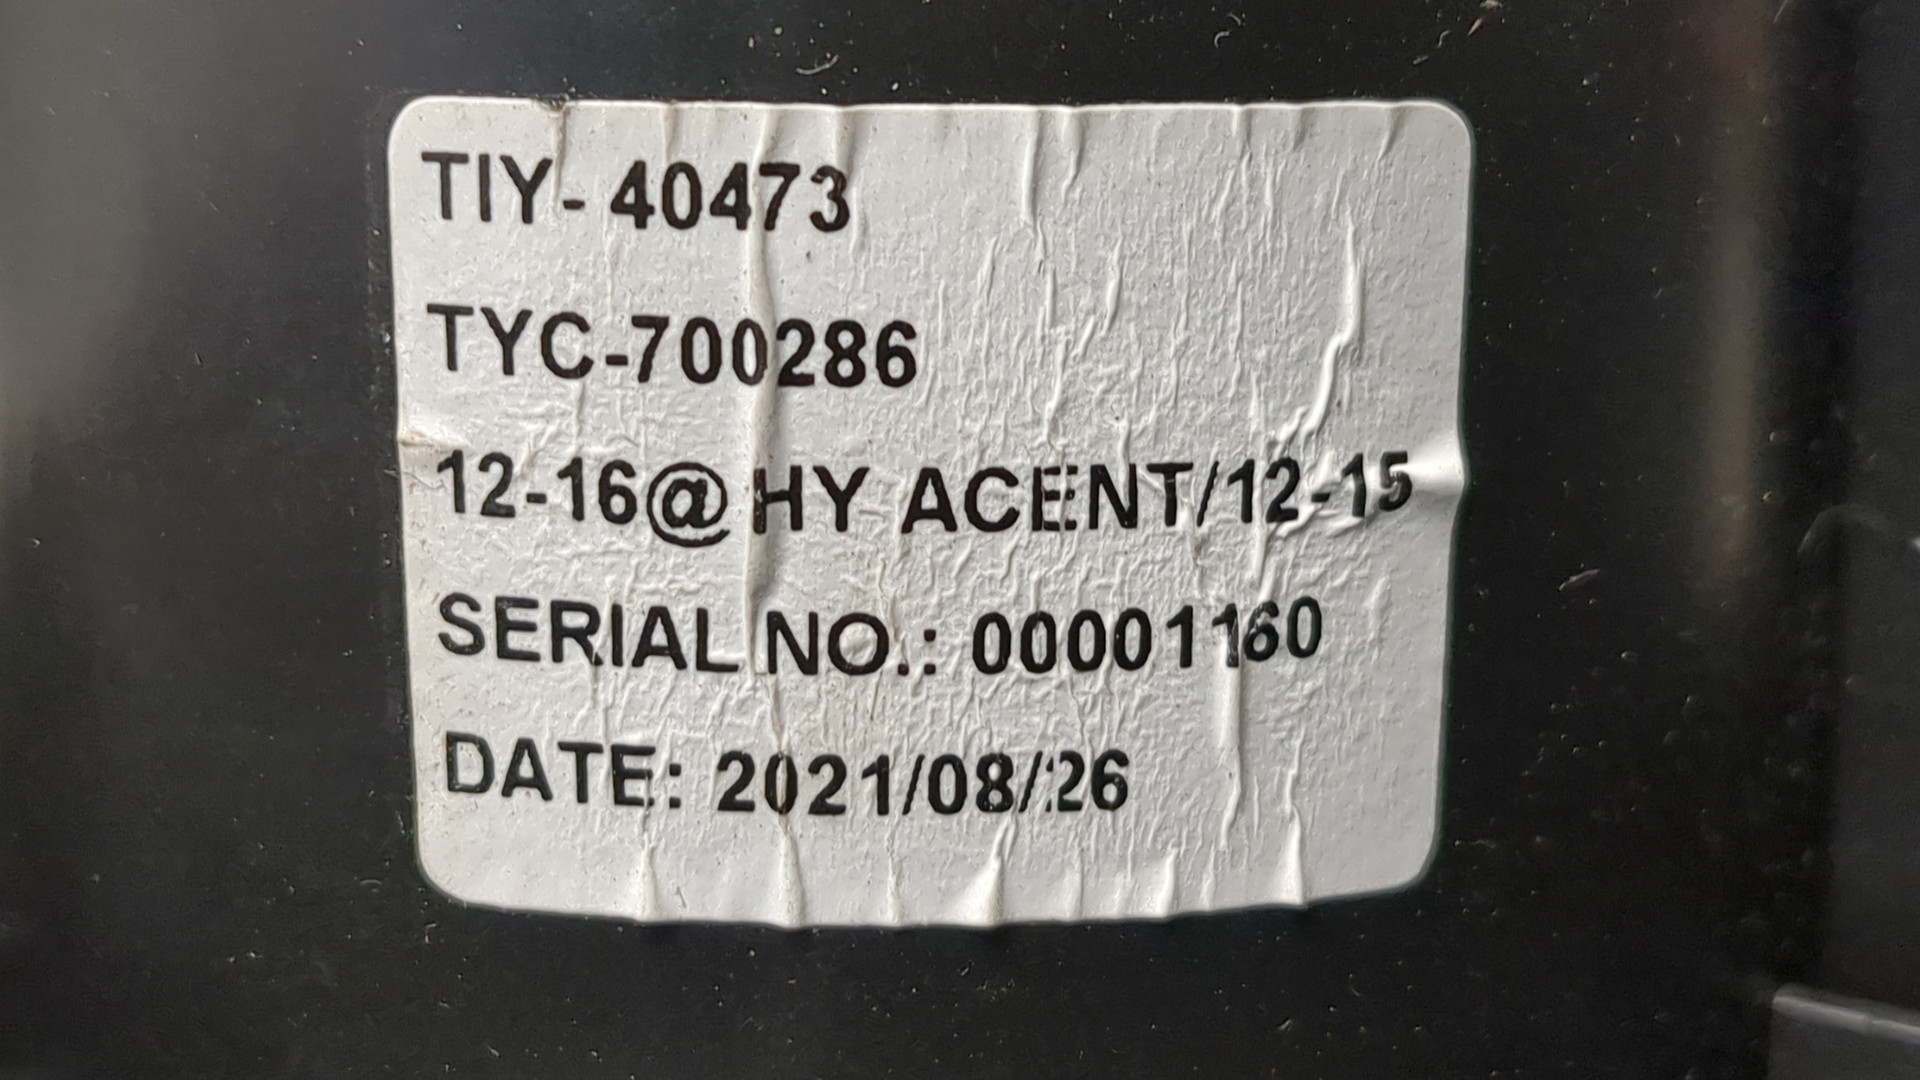 TIY- 40473
TYC-700286
12-16@ HY ACENT/12-15
SERIAL NO.: 00001160
DATE: 2021/08/26